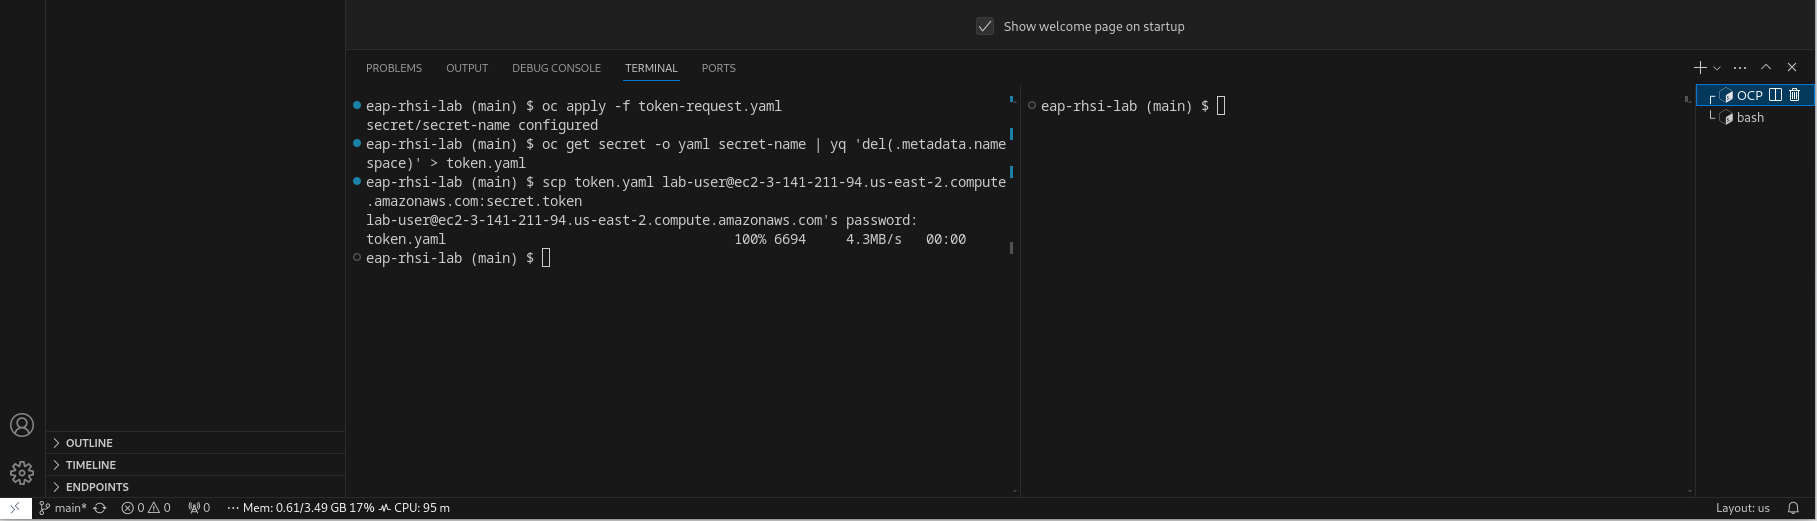 Show welcome page on startup
PROBLEMS OUTPUT DEBUG CONSOLE TERMINAL PORTS
eap-rhsi-lab (main) $ oc apply -f token-request.yaml
secret/secret-name configured
eap-rhsi-lab (main) $ oc get secret -o yaml secret-name | yq 'del(.metadata.name
space)' > token.yaml
eap-rhsi-lab (main) $ scp token.yaml lab-user@ec2-3-141-211-94.us-east-2.compute
.amazonaws.com:secret.token
lab-user@ec2-3-141-211-94.us-east-2.compute.amazonaws.com's password:
token.yaml 100% 6694 4.3MB/s 00:00
eap-rhsi-lab (main) $
eap-rhsi-lab (main) $
OCP
bash
OUTLINE
TIMELINE
ENDPOINTS
main* 0 0 0 Mem: 0.61/3.49 GB 17% CPU: 95 m Layout: us